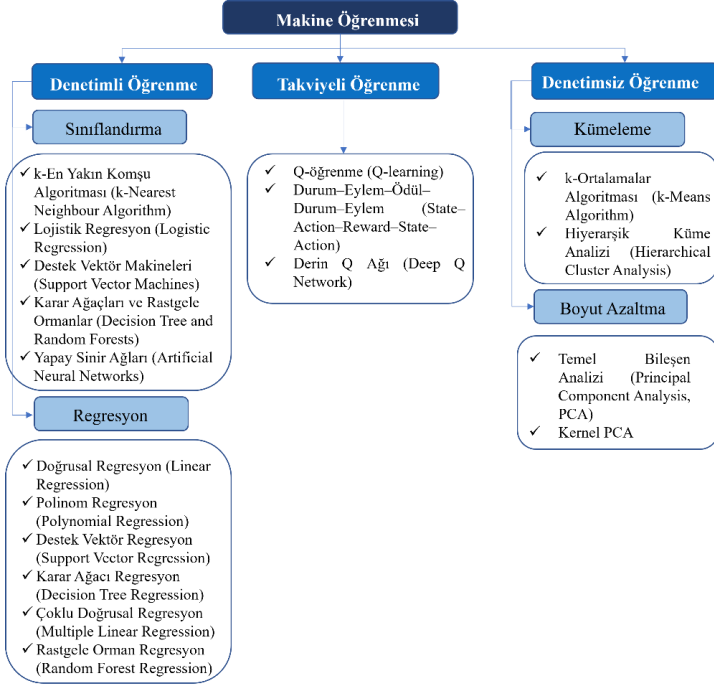 Makine Öğrenmesi
Denetimli Öğrenme
Sınıflandırma
✓ k-En Yakın Komşu
Algoritması (k-Nearest
Neighbour Algorithm)
✓ Lojistik Regresyon (Logistic
Regression)
✓ Destek Vektör Makineleri
(Support Vector Machines)
✓ Karar Ağaçları ve Rastgele
Ormanlar (Decision Tree and
Random Forests)
✓ Yapay Sinir Ağları (Artificial
Neural Networks)
Regresyon
✓ Doğrusal Regresyon (Linear
Regression)
✓ Polinom Regresyon
(Polynomial Regression)
✓ Destek Vektör Regresyon
(Support Vector Regression)
✓ Karar Ağacı Regresyon
(Decision Tree Regression)
✓ Çoklu Doğrusal Regresyon
(Multiple Linear Regression)
✓ Rastgele Orman Regresyon
(Random Forest Regression)
Takviyeli Öğrenme
✓ Q-öğrenme (Q-learning)
✓ Durum–Eylem–Ödül–
Durum–Eylem (State–
Action–Reward–State–
Action)
✓ Derin Q Ağı (Deep Q
Network)
Denetimsiz Öğrenme
Kümeleme
✓ k-Ortalamalar
Algoritması (k-Means
Algorithm)
✓ Hiyerarşik Küme
Analizi (Hierarchical
Cluster Analysis)
Boyut Azaltma
✓ Temel Bileşen
Analizi (Principal
Component Analysis,
PCA)
✓ Kernel PCA